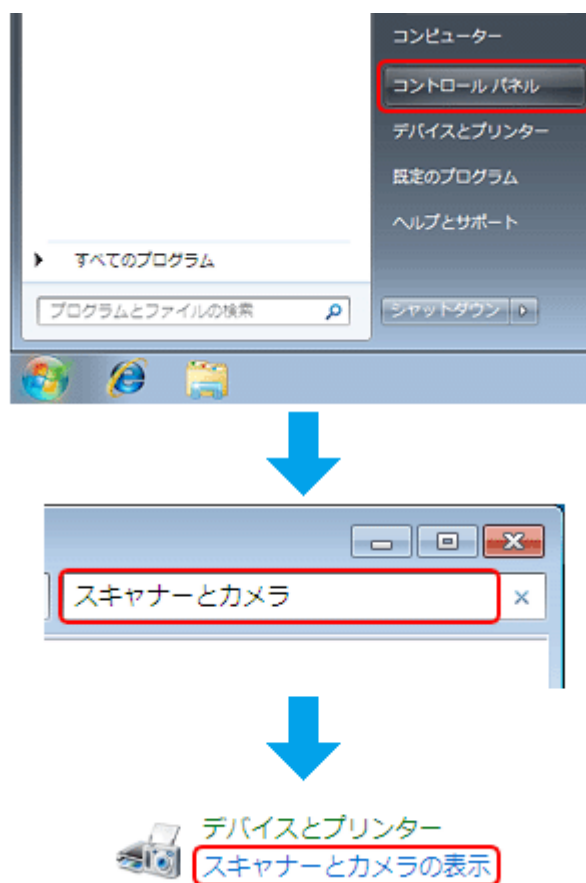 コンピューター
コントロール パネル
デバイスとプリンター
既定のプログラム
ヘルプとサポート
すべてのプログラム
プログラムとファイルの検索
シャットダウン
スキャナーとカメラ
デバイスとプリンター
スキャナーとカメラの表示